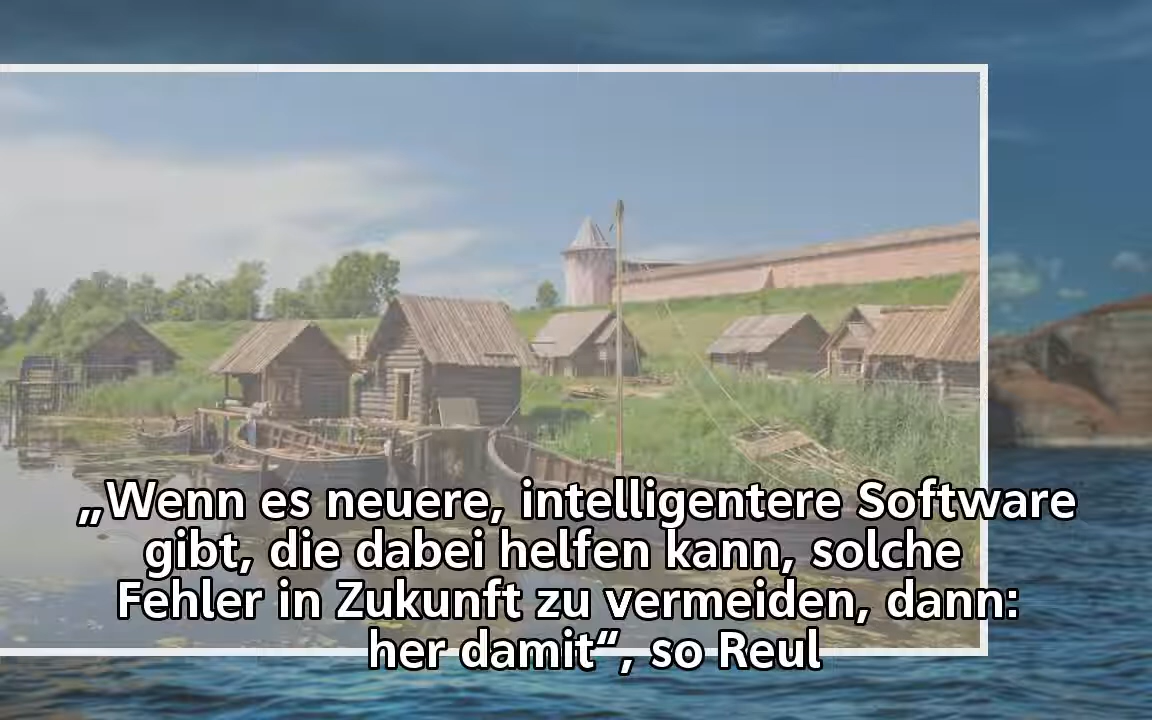 „Wenn es neuere, intelligentere Software
gibt, die dabei helfen kann, solche
Fehler in Zukunft zu vermeiden, dann:
her damit“, so Reul